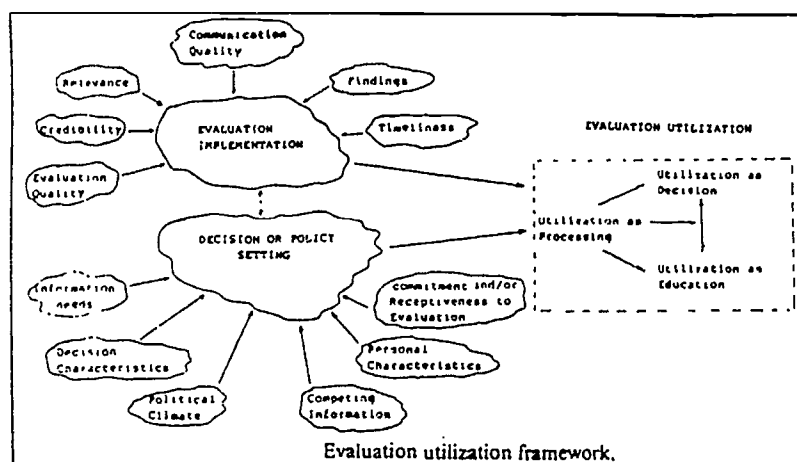 Communication
Quality
Relevance
Findings
Credibility
EVALUATION
IMPLEMENTATION
Timeliness
Evaluation
Quality
EVALUATION UTILIZATION
Utilization as
Decision
Utilization as
Processing
Utilization as
Education
DECISION OR POLICY
SETTING
Information
needs
Commitment and/or
Receptiveness to
Evaluation
Decision
Characteristics
Personal
Characteristics
Political
Climate
Competing
Information
Evaluation utilization framework,